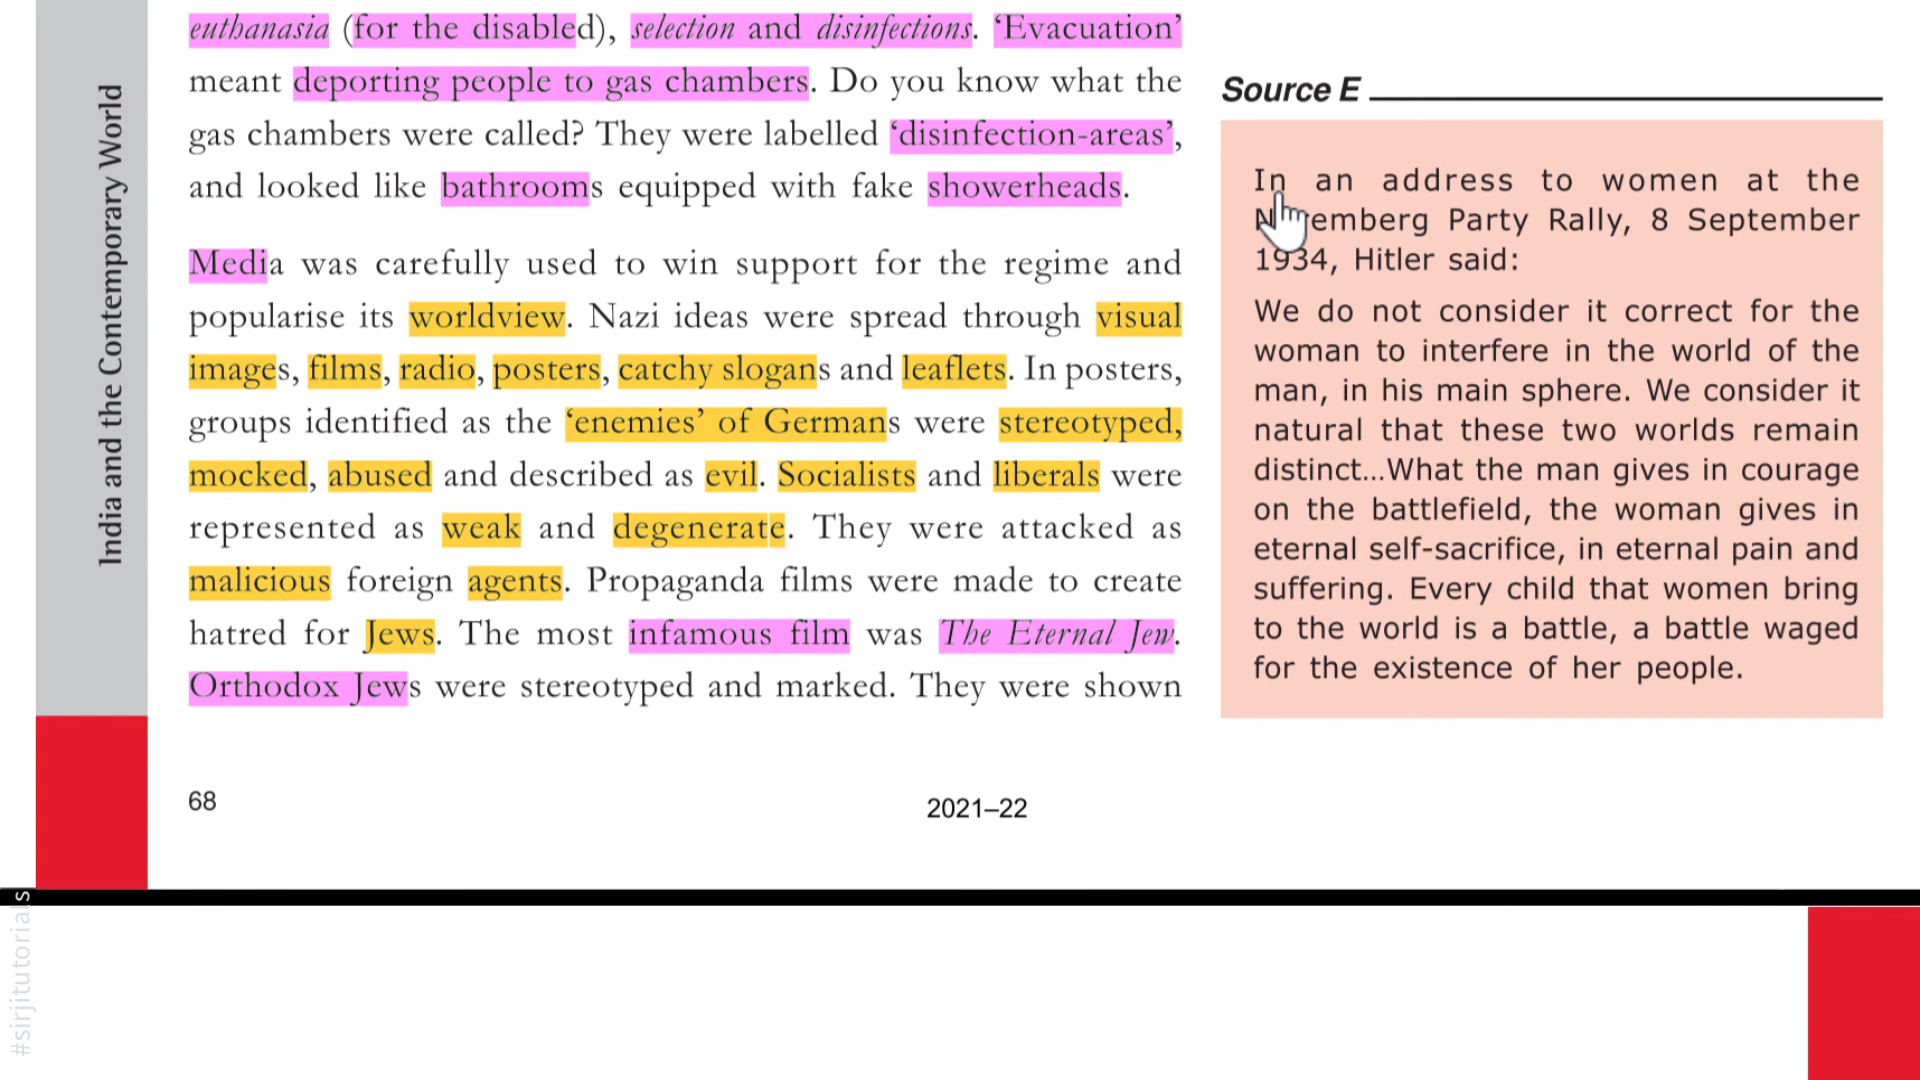 euthanasia (for the disabled), selection and disinfections. ‘Evacuation’
meant deporting people to gas chambers. Do you know what the
gas chambers were called? They were labelled ‘disinfection-areas’,
and looked like bathrooms equipped with fake showerheads.
Media was carefully used to win support for the regime and
popularise its worldview. Nazi ideas were spread through visual
images, films, radio, posters, catchy slogans and leaflets. In posters,
groups identified as the ‘enemies’ of Germans were stereotyped,
mocked, abused and described as evil. Socialists and liberals were
represented as weak and degenerate. They were attacked as
malicious foreign agents. Propaganda films were made to create
hatred for Jews. The most infamous film was The Eternal Jew.
Orthodox Jews were stereotyped and marked. They were shown
Source E
In an address to women at the
Party Rally, 8 September
1934, Hitler said:
We do not consider it correct for the
woman to interfere in the world of the
man, in his main sphere. We consider it
natural that these two worlds remain
distinct...What the man gives in courage
on the battlefield, the woman gives in
eternal self-sacrifice, in eternal pain and
suffering. Every child that women bring
to the world is a battle, a battle waged
for the existence of her people.
India and the Contemporary World
68
2021–22
#sirjitutorials